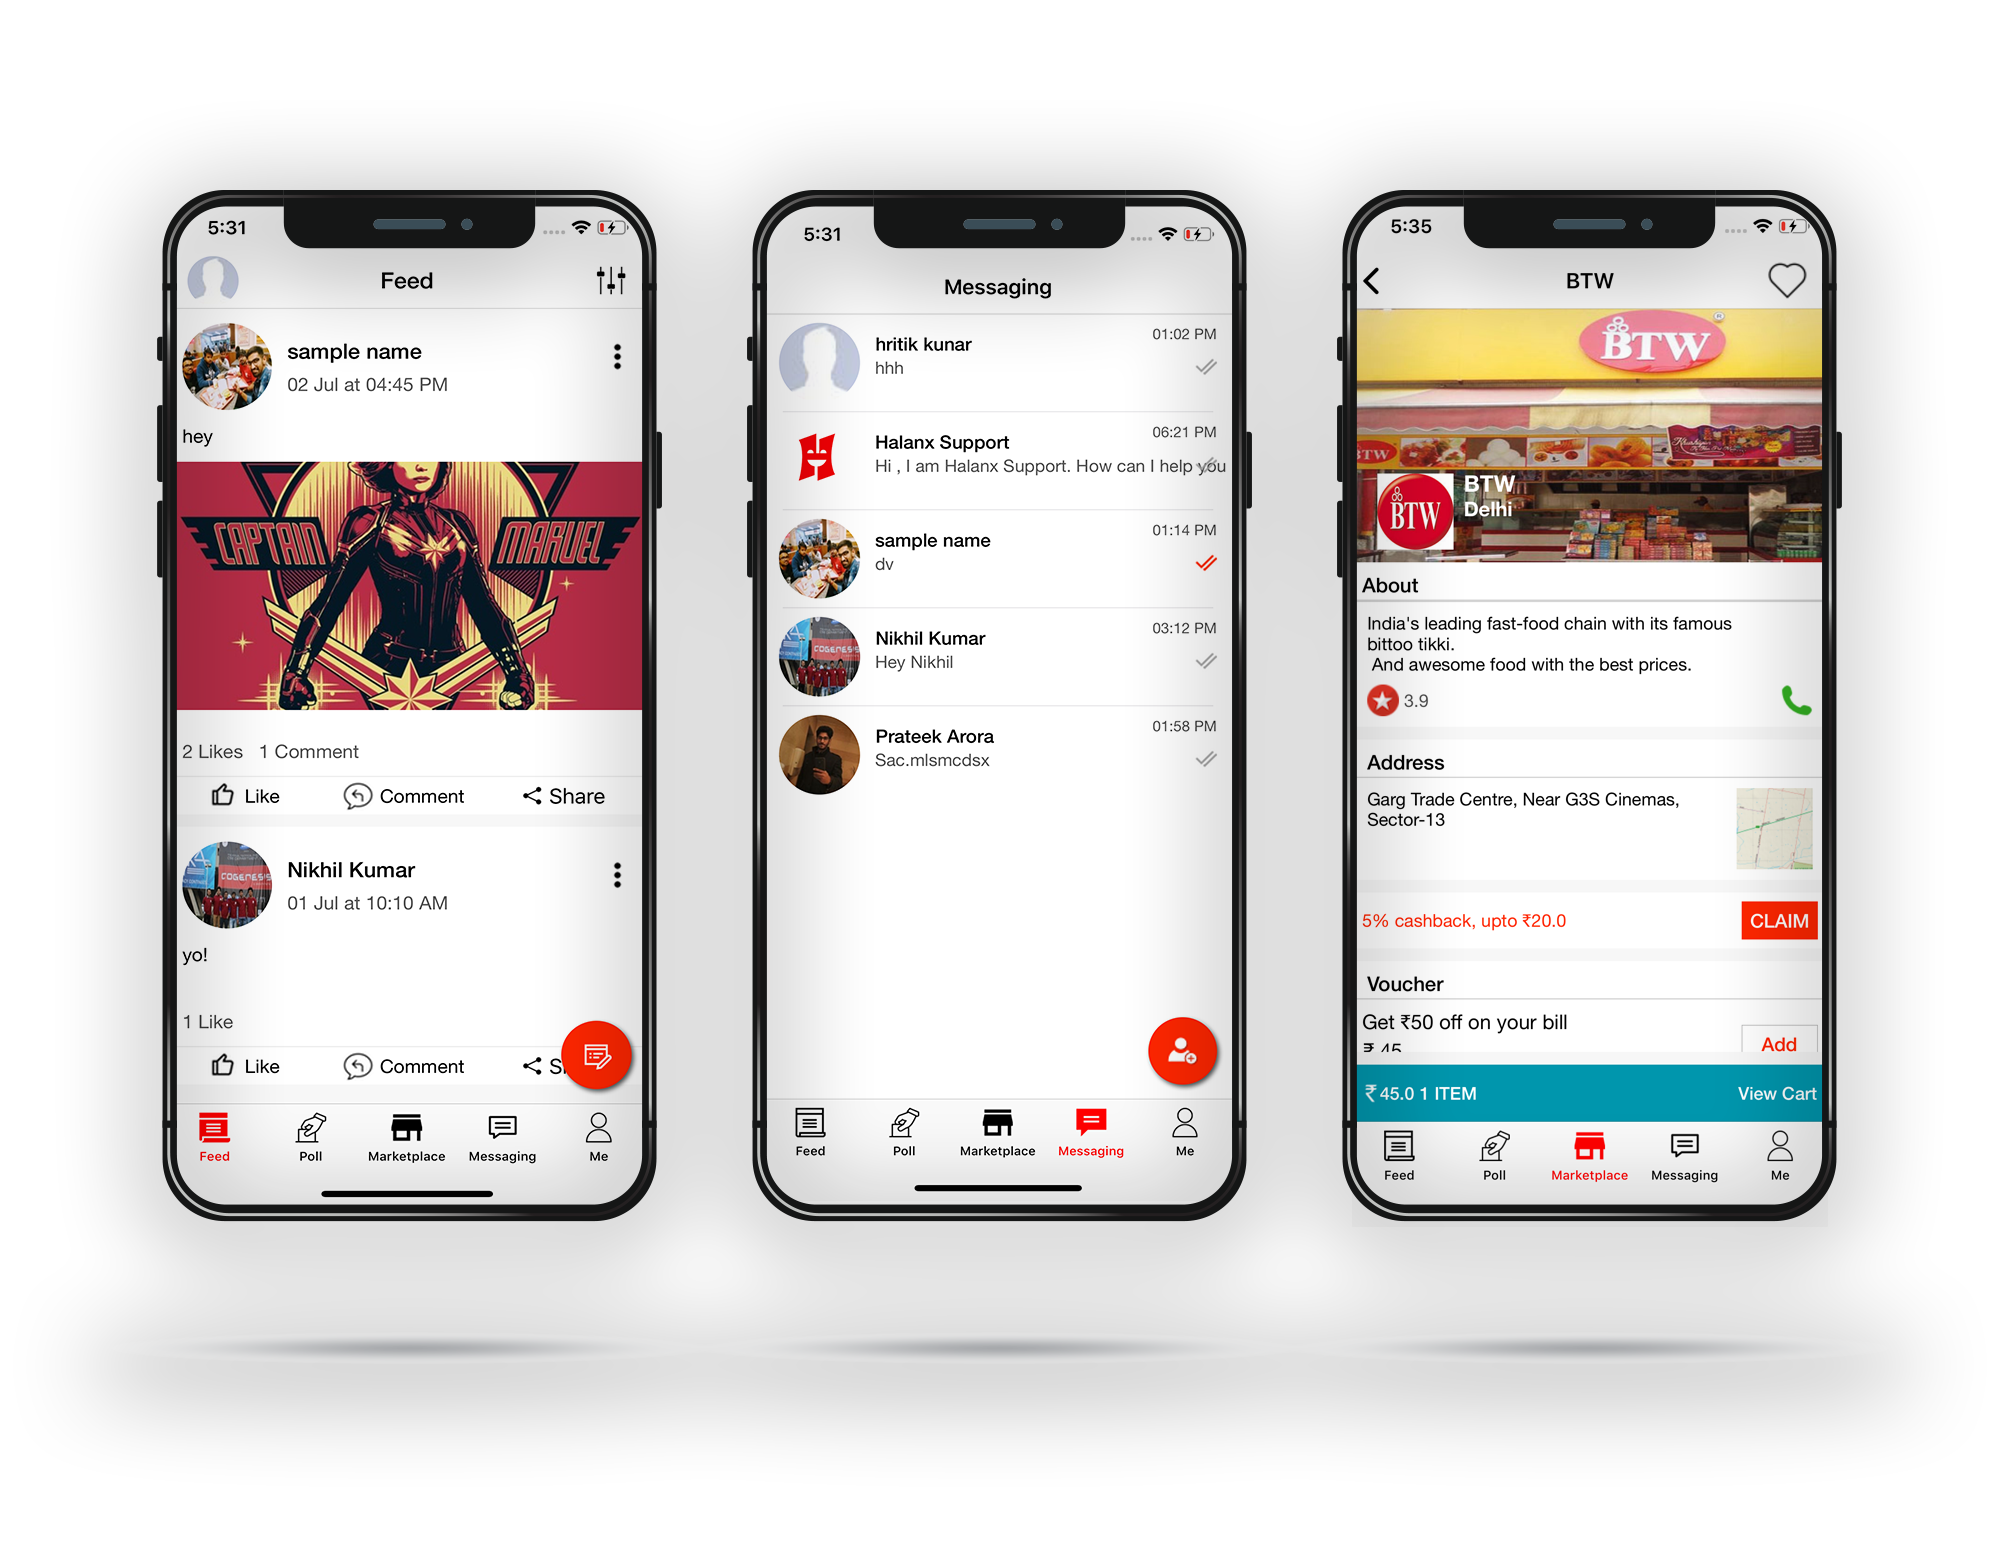 5:31
Feed
sample name
02 Jul at 04:45 PM
hey
CAPTAIN MARVEL
2 Likes 1 Comment
Like Comment Share
Nikhil Kumar
COGENESIS
01 Jul at 10:10 AM
yo!
1 Like
Like Comment S
Feed Poll Marketplace Messaging Me
5:31
Messaging
hritik kunar 01:02 PM
hhh
Halanx Support 06:21 PM
Hi , I am Halanx Support. How can I help you
sample name 01:14 PM
dv
Nikhil Kumar 03:12 PM
COGENESIS
Hey Nikhil
Prateek Arora 01:58 PM
Sac.mlsmcdsx
Feed Poll Marketplace Messaging Me
5:35
BTW
BTW
®
BTW
BTW
BTW
Delhi
About
India's leading fast-food chain with its famous
bittoo tikki.
And awesome food with the best prices.
3.9
Address
Garg Trade Centre, Near G3S Cinemas,
Sector-13
5% cashback, upto ₹20.0 CLAIM
Voucher
Get ₹50 off on your bill
₹ 45 Add
₹ 45.0 1 ITEM View Cart
Feed Poll Marketplace Messaging Me